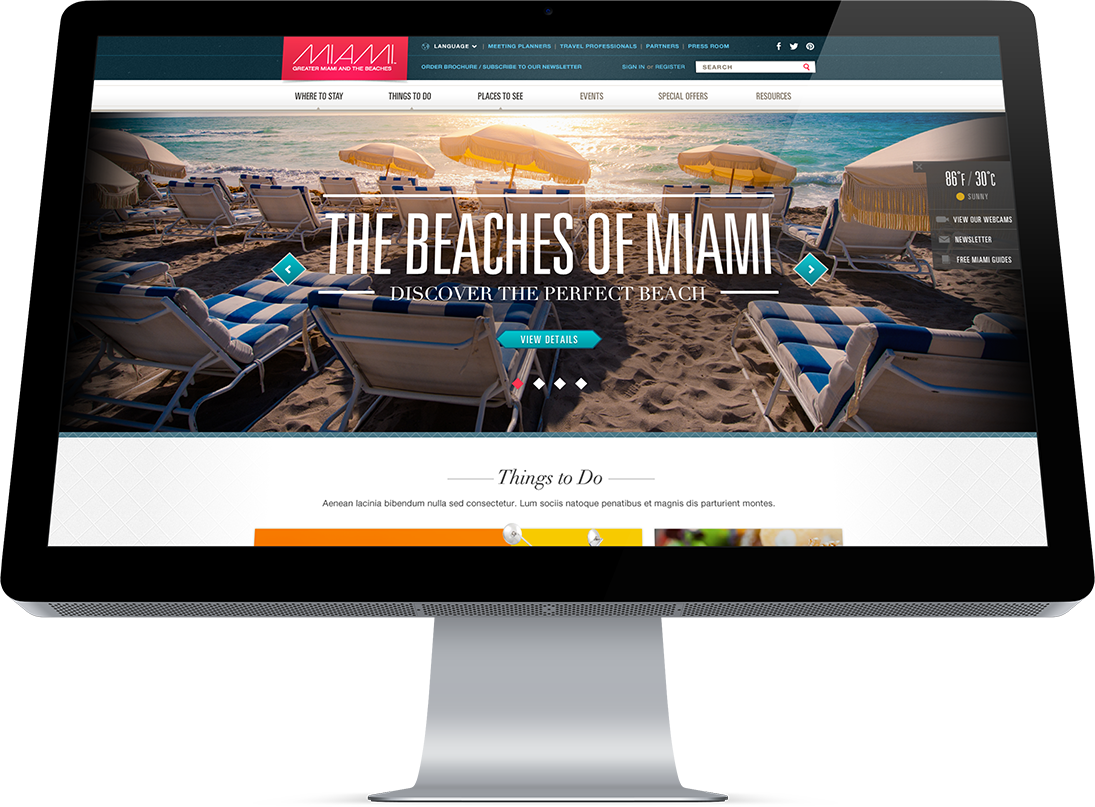 MIAMI
GREATER MIAMI AND THE BEACHES
LANGUAGE | MEETING PLANNERS | TRAVEL PROFESSIONALS | PARTNERS | PRESS ROOM
ORDER BROCHURE / SUBSCRIBE TO OUR NEWSLETTER
SIGN IN or REGISTER
SEARCH
WHERE TO STAY THINGS TO DO PLACES TO SEE EVENTS SPECIAL OFFERS RESOURCES
86°F / 30°C
SUNNY
VIEW OUR WEBCAMS
NEWSLETTER
FREE MIAMI GUIDES
THE BEACHES OF MIAMI
DISCOVER THE PERFECT BEACH
VIEW DETAILS
Things to Do
Aenean lacinia bibendum nulla sed consectetur. Lum sociis natoque penatibus et magnis dis parturient montes.